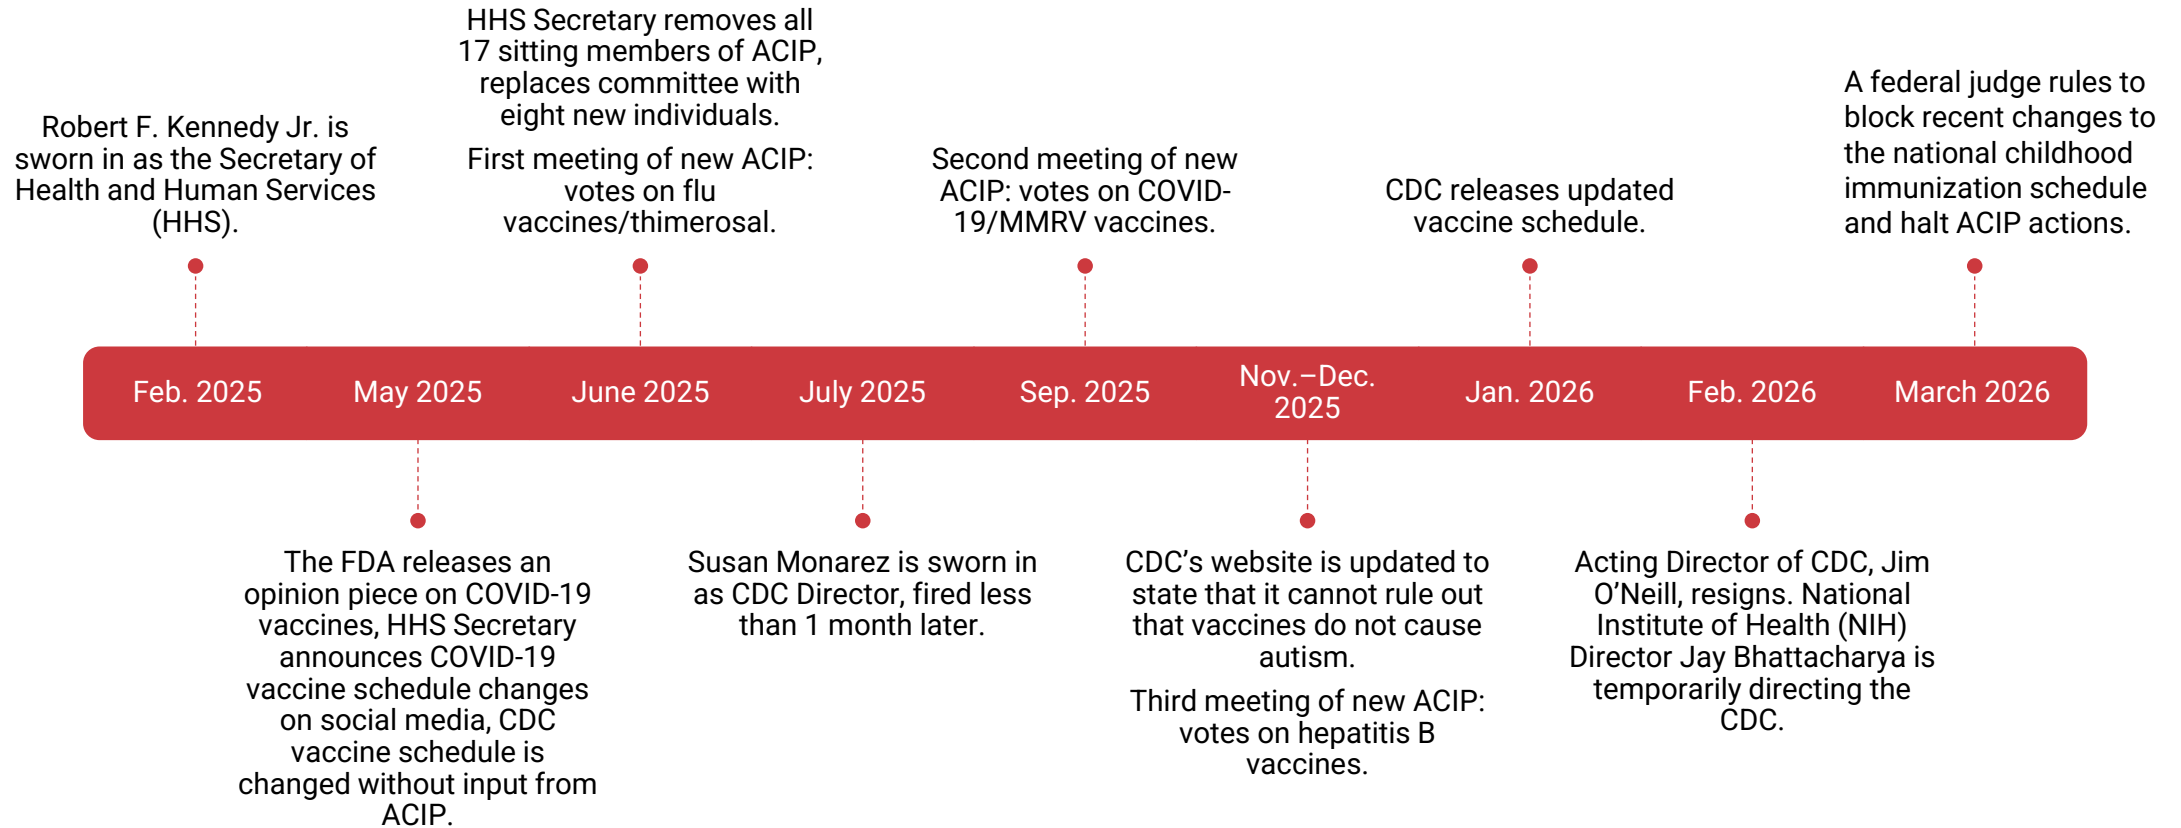 Robert F. Kennedy Jr. is
sworn in as the Secretary of
Health and Human Services
(HHS).
HHS Secretary removes all
17 sitting members of ACIP,
replaces committee with
eight new individuals.
First meeting of new ACIP:
votes on flu
vaccines/thimerosal.
Second meeting of new
ACIP: votes on COVID-
19/MMRV vaccines.
CDC releases updated
vaccine schedule.
A federal judge rules to
block recent changes to
the national childhood
immunization schedule
and halt ACIP actions.
Feb. 2025
May 2025
June 2025
July 2025
Sep. 2025
Nov.–Dec.
2025
Jan. 2026
Feb. 2026
March 2026
The FDA releases an
opinion piece on COVID-19
vaccines, HHS Secretary
announces COVID-19
vaccine schedule changes
on social media, CDC
vaccine schedule is
changed without input from
ACIP.
Susan Monarez is sworn in
as CDC Director, fired less
than 1 month later.
CDC’s website is updated to
state that it cannot rule out
that vaccines do not cause
autism.
Third meeting of new ACIP:
votes on hepatitis B
vaccines.
Acting Director of CDC, Jim
O’Neill, resigns. National
Institute of Health (NIH)
Director Jay Bhattacharya is
temporarily directing the
CDC.